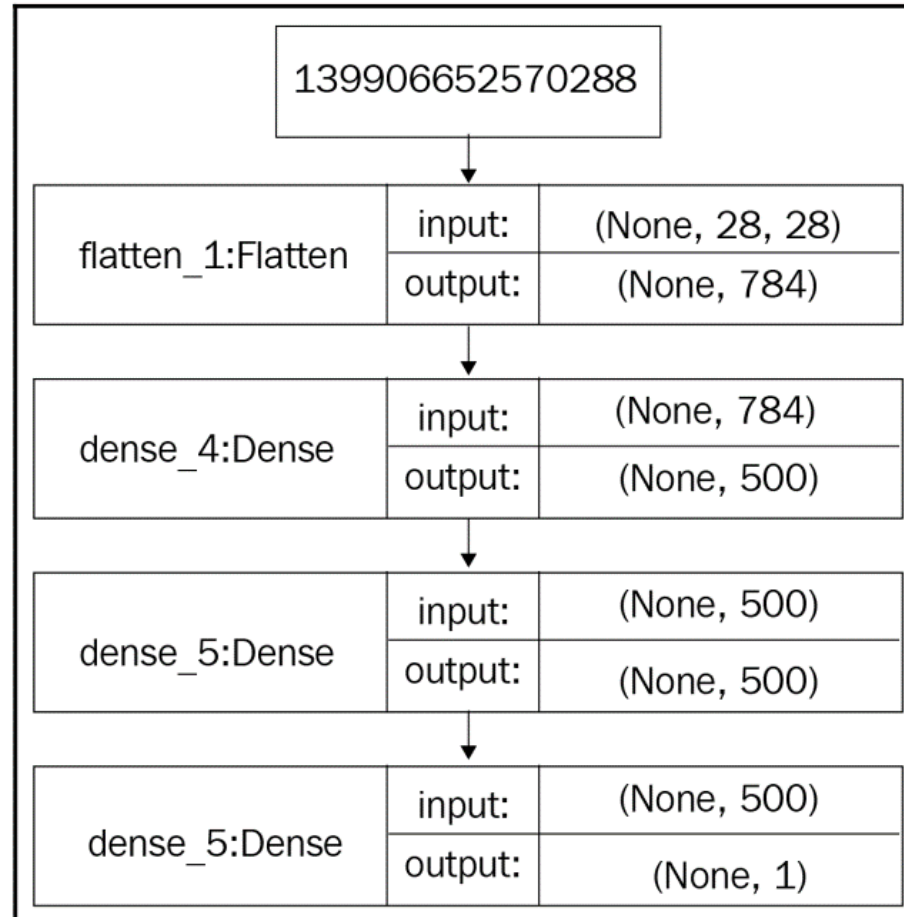 139906652570288
flatten_1:Flatten
input:
(None, 28, 28)
output:
(None, 784)
dense_4:Dense
input:
(None, 784)
output:
(None, 500)
dense_5:Dense
input:
(None, 500)
output:
(None, 500)
dense_5:Dense
input:
(None, 500)
output:
(None, 1)